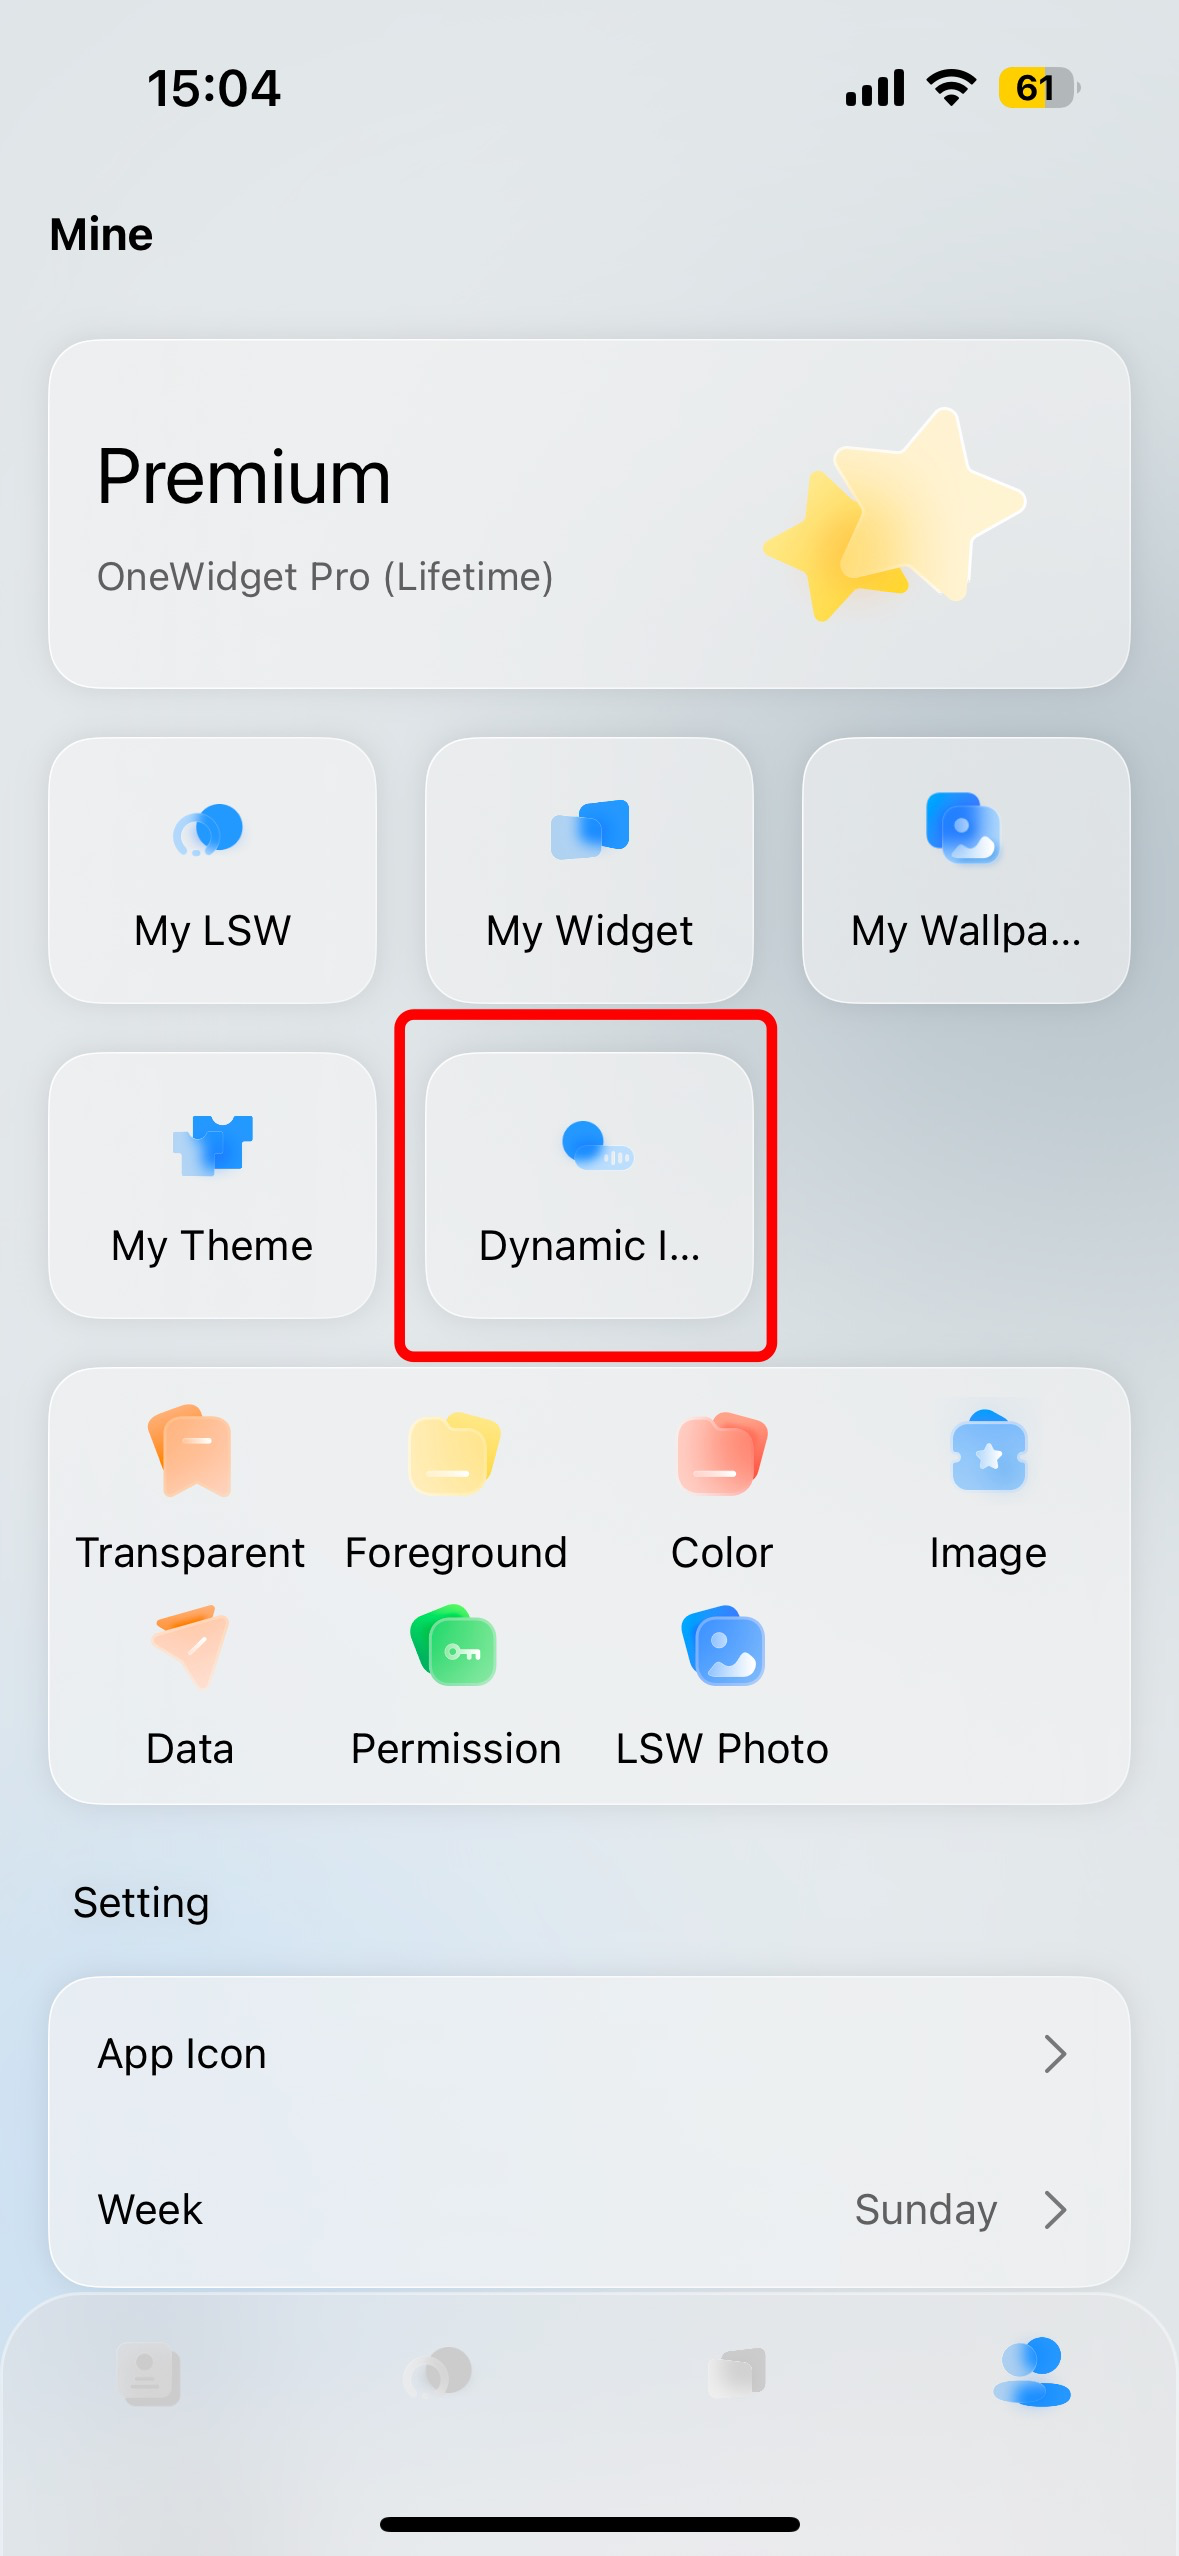 15:04
61
Mine
Premium
OneWidget Pro (Lifetime)
My LSW
My Widget
My Wallpa...
My Theme
Dynamic I...
Transparent
Foreground
Color
Image
Data
Permission
LSW Photo
Setting
App Icon
Week
Sunday